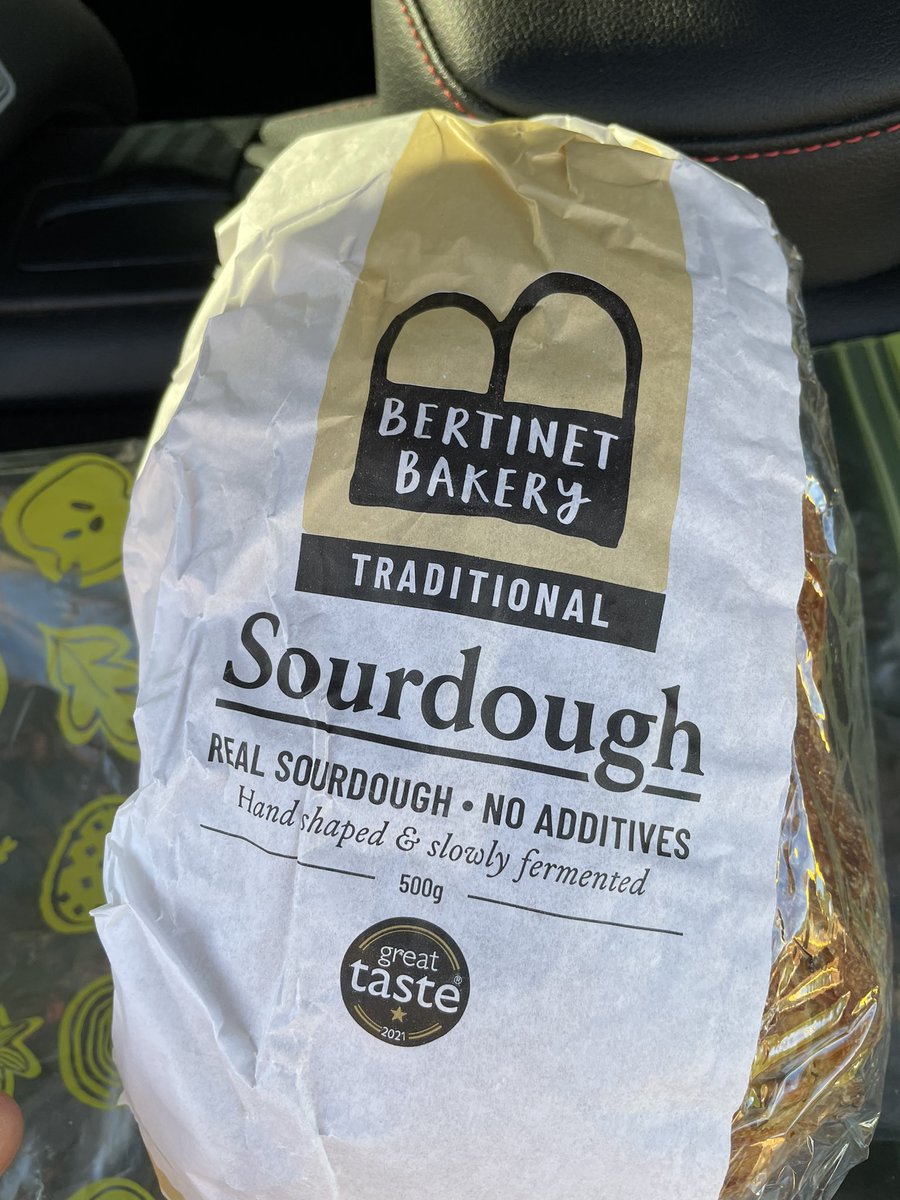 BERTINET
BAKERY
TRADITIONAL
Sourdough
REAL SOURDOUGH • NO ADDITIVES
Hand shaped & slowly fermented
500g
great
taste®
2021